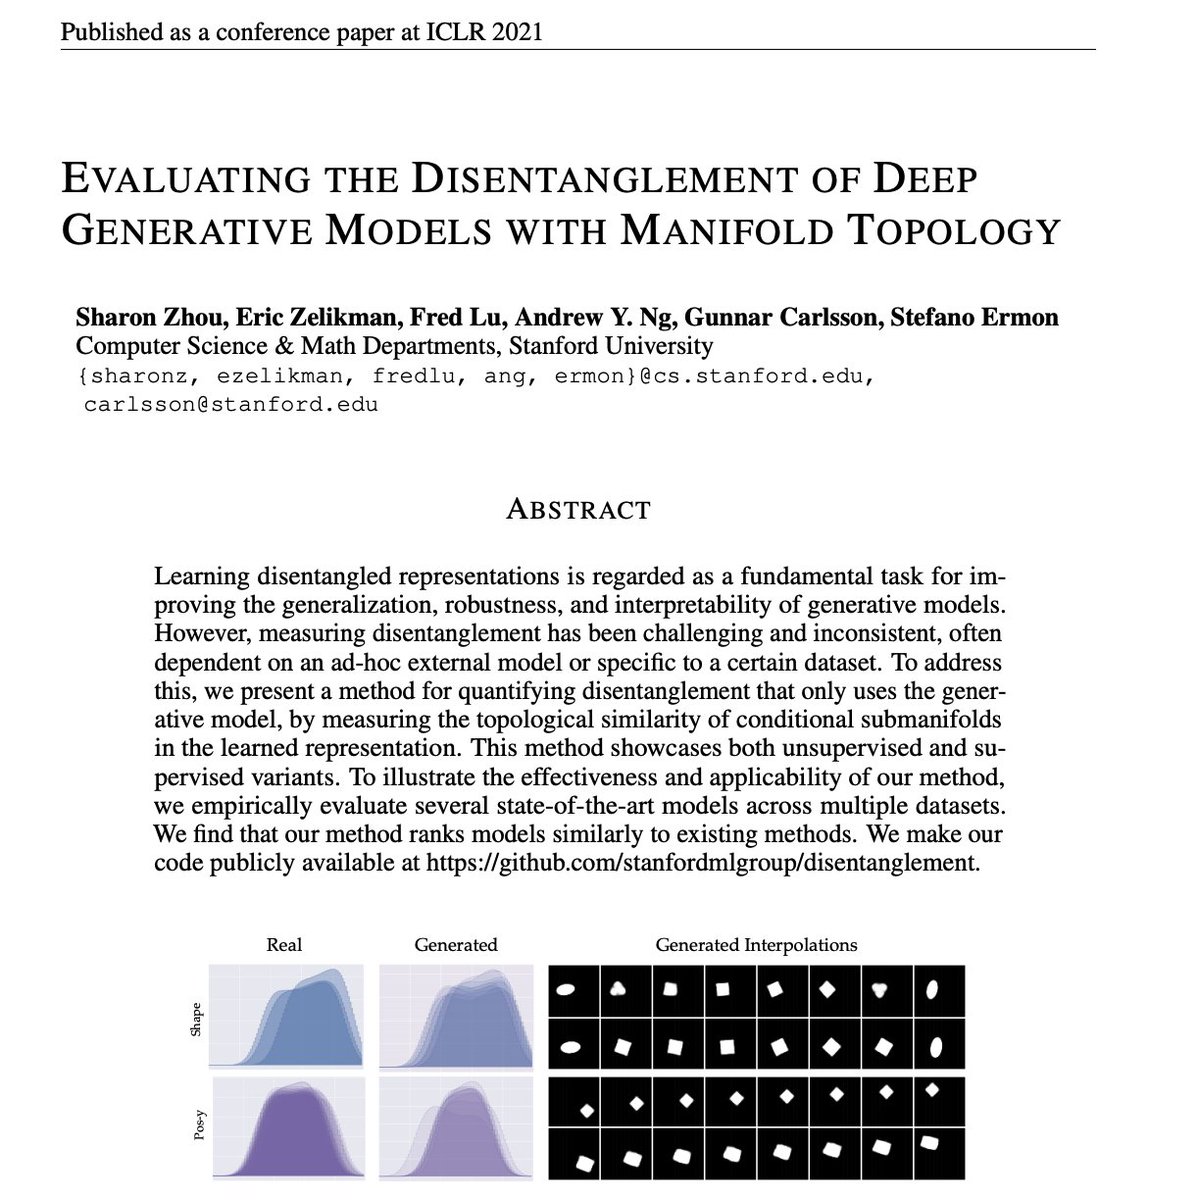 Published as a conference paper at ICLR 2021
EVALUATING THE DISENTANGLEMENT OF DEEP
GENERATIVE MODELS WITH MANIFOLD TOPOLOGY
Sharon Zhou, Eric Zelikman, Fred Lu, Andrew Y. Ng, Gunnar Carlsson, Stefano Ermon
Computer Science & Math Departments, Stanford University
{sharonz, ezelikman, fredlu, ang, ermon}@cs.stanford.edu,
carlsson@stanford.edu
ABSTRACT
Learning disentangled representations is regarded as a fundamental task for im-
proving the generalization, robustness, and interpretability of generative models.
However, measuring disentanglement has been challenging and inconsistent, often
dependent on an ad-hoc external model or specific to a certain dataset. To address
this, we present a method for quantifying disentanglement that only uses the gener-
ative model, by measuring the topological similarity of conditional submanifolds
in the learned representation. This method showcases both unsupervised and su-
pervised variants. To illustrate the effectiveness and applicability of our method,
we empirically evaluate several state-of-the-art models across multiple datasets.
We find that our method ranks models similarly to existing methods. We make our
code publicly available at https://github.com/stanfordmlgroup/disentanglement.
Real
Generated
Generated Interpolations
Shape
Pos-y